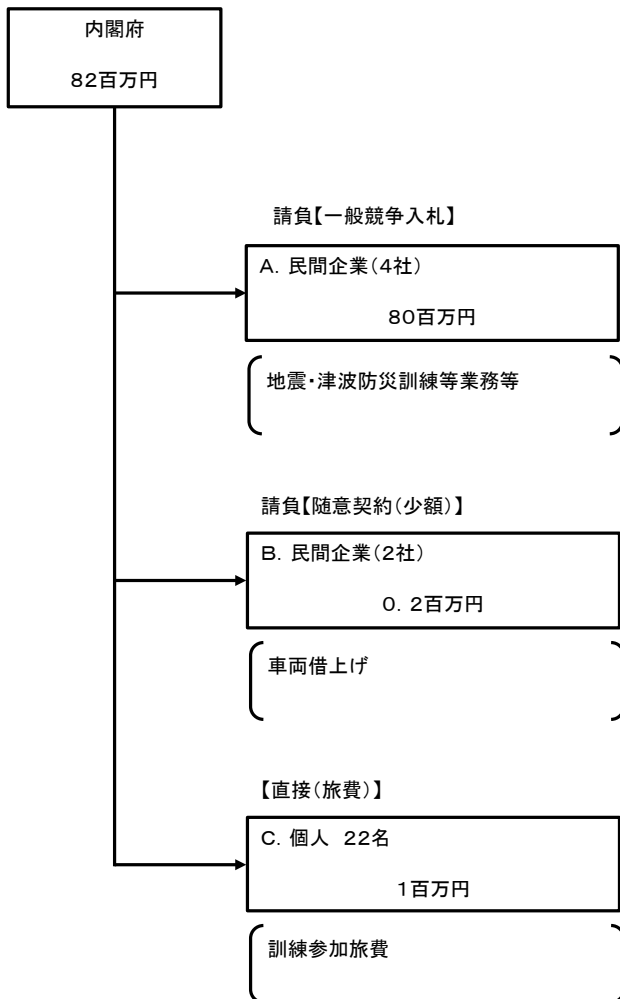 内閣府
82百万円
請負【一般競争入札】
A. 民間企業(4社)
80百万円
地震・津波防災訓練等業務等
請負【随意契約(少額)】
B. 民間企業(2社)
0. 2百万円
車両借上げ
【直接(旅費)】
C. 個人 22名
1百万円
訓練参加旅費